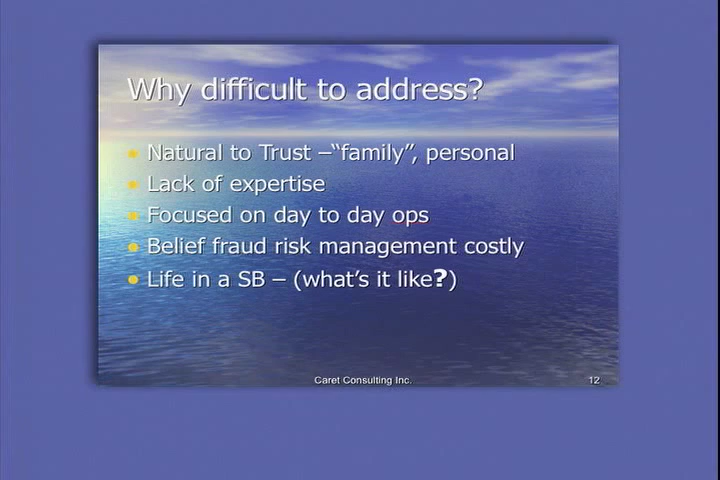 Why difficult to address?
Natural to Trust –“family”, personal
Lack of expertise
Focused on day to day ops
Belief fraud risk management costly
Life in a SB – (what's it like?)
Caret Consulting Inc.
12